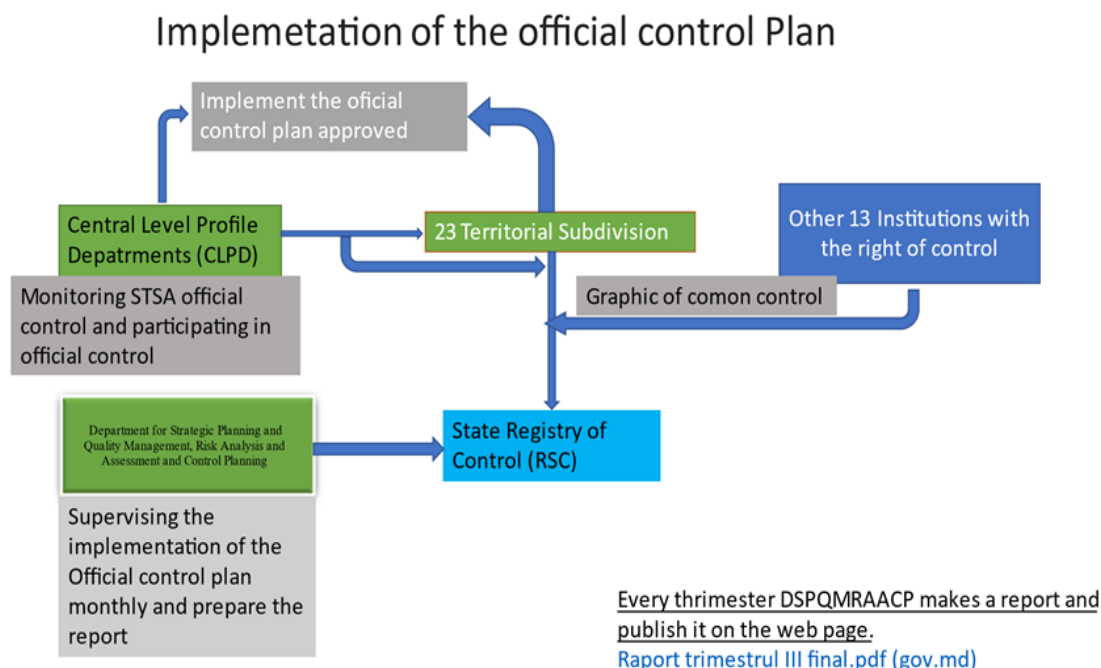 Implemetation of the official control Plan
Implement the oficial
control plan approved
Central Level Profile
Depatrments (CLPD)
23 Territorial Subdivision
Other 13 Institutions with
the right of control
Monitoring STSA official
control and participating in
official control
Graphic of comon control
Department for Strategic Planning and
Quality Management, Risk Analysis and
Assessment and Control Planning
State Registry of
Control (RSC)
Supervising the
implementation of the
Official control plan
monthly and prepare the
report
Every thrimester DSPQMRAACP makes a report and
publish it on the web page.
Raport trimestrul III final.pdf (gov.md)